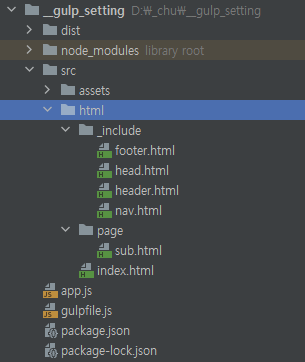 __gulp_setting D:₩_chu₩__gulp_setting
dist
node_modules library root
src
assets
html
_include
footer.html
head.html
header.html
nav.html
page
sub.html
index.html
app.js
gulpfile.js
package.json
package-lock.json